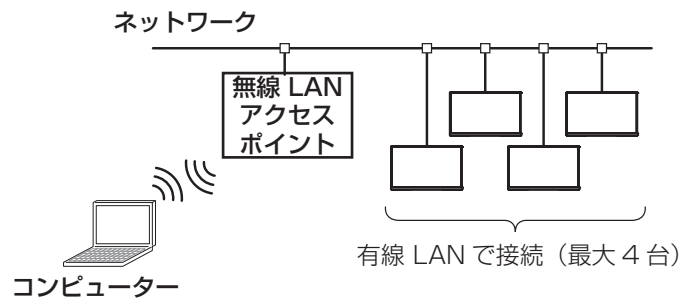 ネットワーク
無線 LAN
アクセス
ポイント
有線 LAN で接続（最大 4 台）
コンピューター